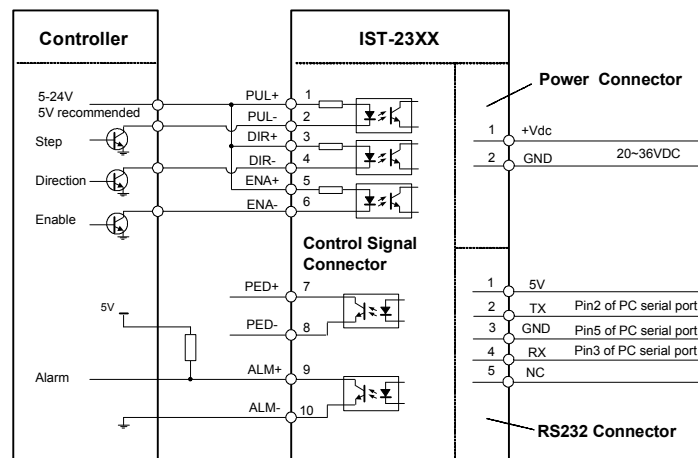 Controller
IST-23XX
5-24V
5V recommended
Step
Direction
Enable
5V
Alarm
PUL+
1
PUL-
2
DIR+
3
DIR-
4
ENA+
5
ENA-
6
Control Signal
Connector
PED+
7
PED-
8
ALM+
9
ALM-
10
Power Connector
1
+Vdc
2
GND
20~36VDC
1
5V
2
TX
Pin2 of PC serial port
3
GND
Pin5 of PC serial port
4
RX
Pin3 of PC serial port
5
NC
RS232 Connector